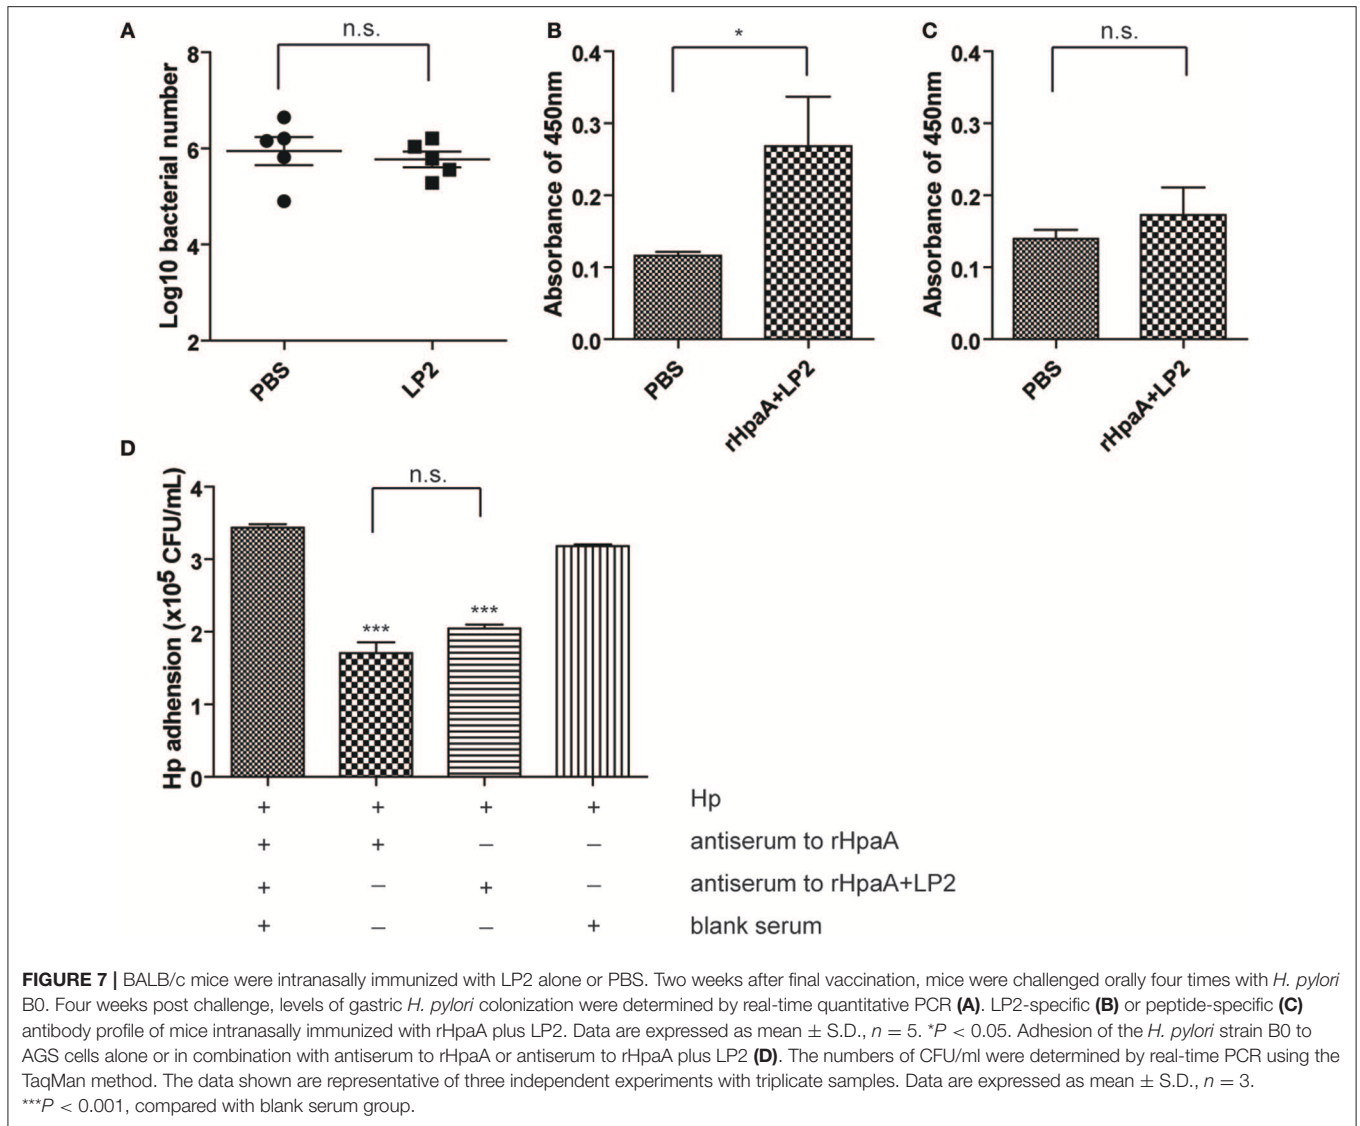 A
n.s.
8
6
4
2
Log10 bacterial number
PBS
LP2
B
*
0.4
0.3
0.2
0.1
0.0
Absorbance of 450nm
PBS
rHpaA+LP2
C
n.s.
0.4
0.3
0.2
0.1
0.0
Absorbance of 450nm
PBS
rHpaA+LP2
D
n.s.
4
3
2
1
0
Hp adhension (x10⁵ CFU/mL)
***
***
+ + + + Hp
+ + – – antiserum to rHpaA
+ – + – antiserum to rHpaA+LP2
+ – – + blank serum
FIGURE 7 | BALB/c mice were intranasally immunized with LP2 alone or PBS. Two weeks after final vaccination, mice were challenged orally four times with H. pylori
B0. Four weeks post challenge, levels of gastric H. pylori colonization were determined by real-time quantitative PCR (A). LP2-specific (B) or peptide-specific (C)
antibody profile of mice intranasally immunized with rHpaA plus LP2. Data are expressed as mean ± S.D., n = 5. *P < 0.05. Adhesion of the H. pylori strain B0 to
AGS cells alone or in combination with antiserum to rHpaA or antiserum to rHpaA plus LP2 (D). The numbers of CFU/ml were determined by real-time PCR using the
TaqMan method. The data shown are representative of three independent experiments with triplicate samples. Data are expressed as mean ± S.D., n = 3.
***P < 0.001, compared with blank serum group.